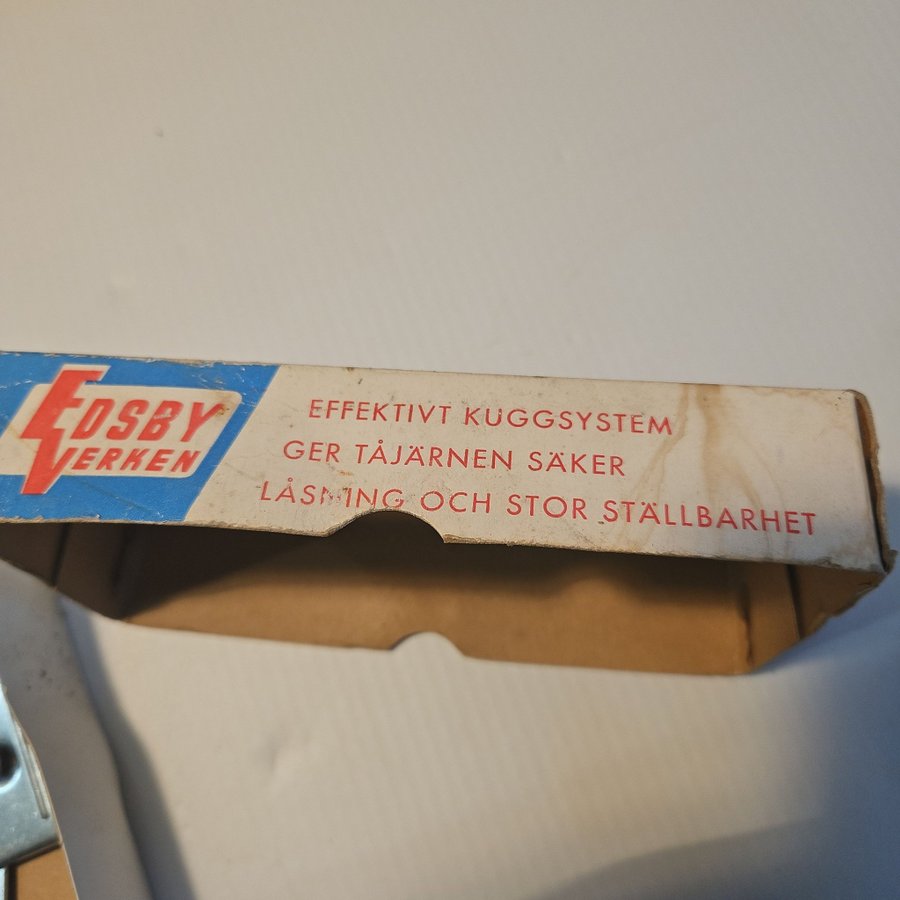 EDSBY
VERKEN
EFFEKTIVT KUGGSYSTEM
GER TÅJÄRNEN SÄKER
LÅSNING OCH STOR STÄLLBARHET